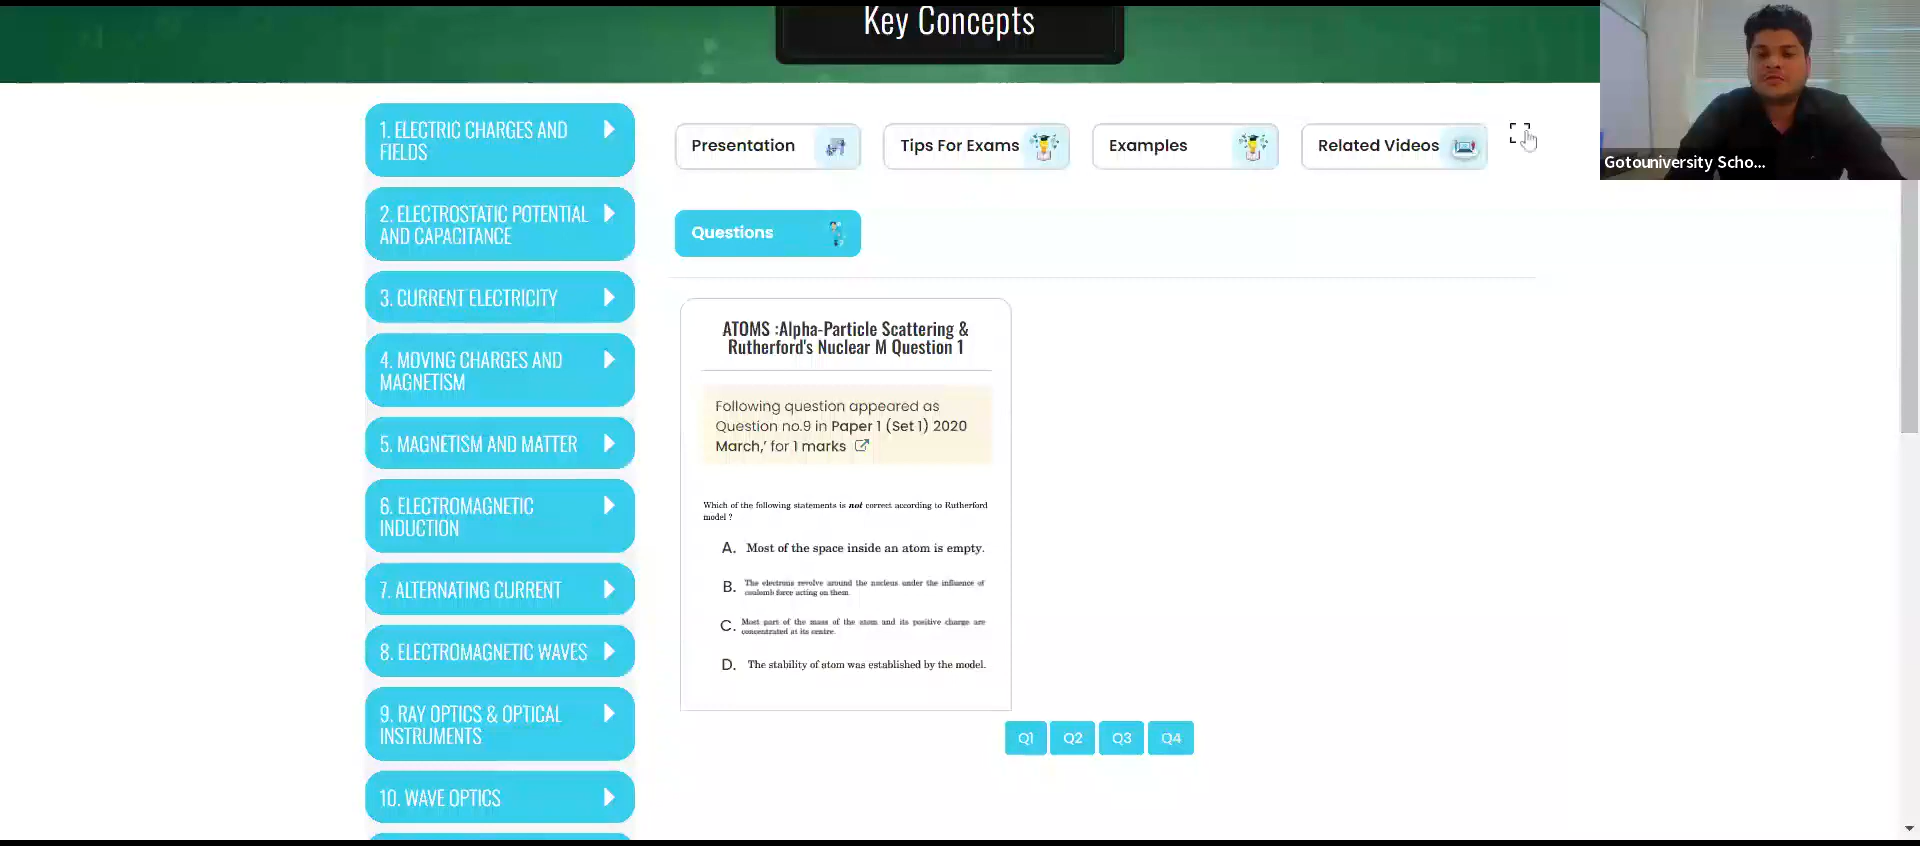 Key Concepts
1. ELECTRIC CHARGES AND
FIELDS
2. ELECTROSTATIC POTENTIAL
AND CAPACITANCE
3. CURRENT ELECTRICITY
4. MOVING CHARGES AND
MAGNETISM
5. MAGNETISM AND MATTER
6. ELECTROMAGNETIC
INDUCTION
7. ALTERNATING CURRENT
8. ELECTROMAGNETIC WAVES
9. RAY OPTICS & OPTICAL
INSTRUMENTS
10. WAVE OPTICS
Presentation
Tips For Exams
Examples
Related Videos
Gotouniversity Scho...
Questions
ATOMS :Alpha-Particle Scattering &
Rutherford's Nuclear M Question 1
Following question appeared as
Question no.9 in Paper 1 (Set 1) 2020
March,' for 1 marks
Which of the following statements is not correct according to Rutherford
model ?
A. Most of the space inside an atom is empty.
B. The electrons revolve around the nucleus under the influence of
coulomb force acting on them.
C. Most part of the mass of the atom and its positive charge are
concentrated at its centre.
D. The stability of atom was established by the model.
Q1
Q2
Q3
Q4